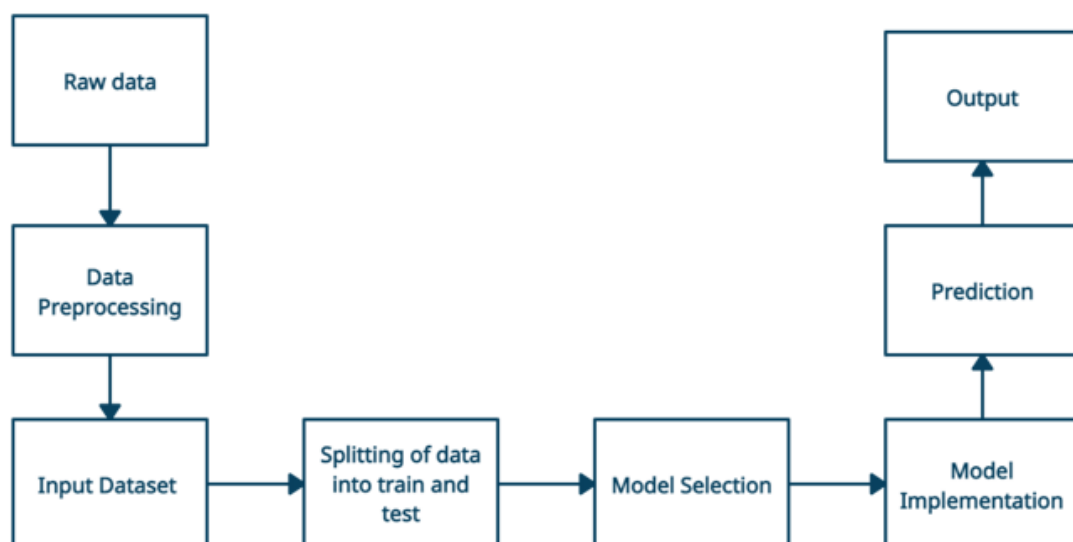 Raw data
Data
Preprocessing
Input Dataset
Splitting of data
into train and
test
Model Selection
Model
Implementation
Prediction
Output